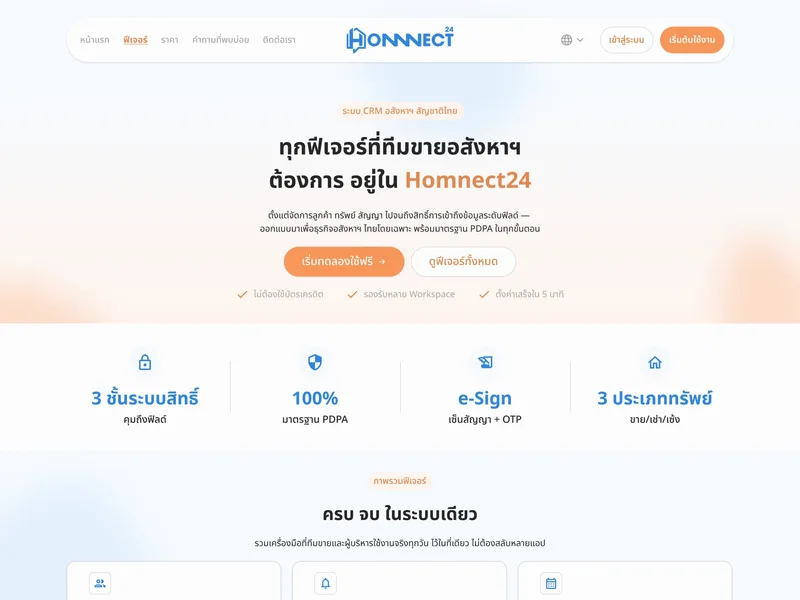 หน้าแรก
ฟีเจอร์
ราคา
คำถามที่พบบ่อย
ติดต่อเรา
HOMNNECT 24
เข้าสู่ระบบ
เริ่มต้นใช้งาน
ระบบ CRM อสังหาฯ สัญชาติไทย
ทุกฟีเจอร์ที่ทีมขายอสังหาฯ
ต้องการ อยู่ใน Homnect24
ตั้งแต่จัดการลูกค้า ทรัพย์ สัญญา ไปจนถึงสิทธิ์การเข้าถึงข้อมูลระดับฟิลด์ —
ออกแบบมาเพื่อธุรกิจอสังหาฯ ไทยโดยเฉพาะ พร้อมมาตรฐาน PDPA ในทุกขั้นตอน
เริ่มทดลองใช้ฟรี →
ดูฟีเจอร์ทั้งหมด
ไม่ต้องใช้บัตรเครดิต
รองรับหลาย Workspace
ตั้งค่าเสร็จใน 5 นาที
3 ชั้นระบบสิทธิ์
คุมถึงฟิลด์
100%
มาตรฐาน PDPA
e-Sign
เซ็นสัญญา + OTP
3 ประเภททรัพย์
ขาย/เช่า/เซ้ง
ภาพรวมฟีเจอร์
ครบ จบ ในระบบเดียว
รวมเครื่องมือที่ทีมขายและผู้บริหารใช้งานจริงทุกวัน ไว้ในที่เดียว ไม่ต้องสลับหลายแอป